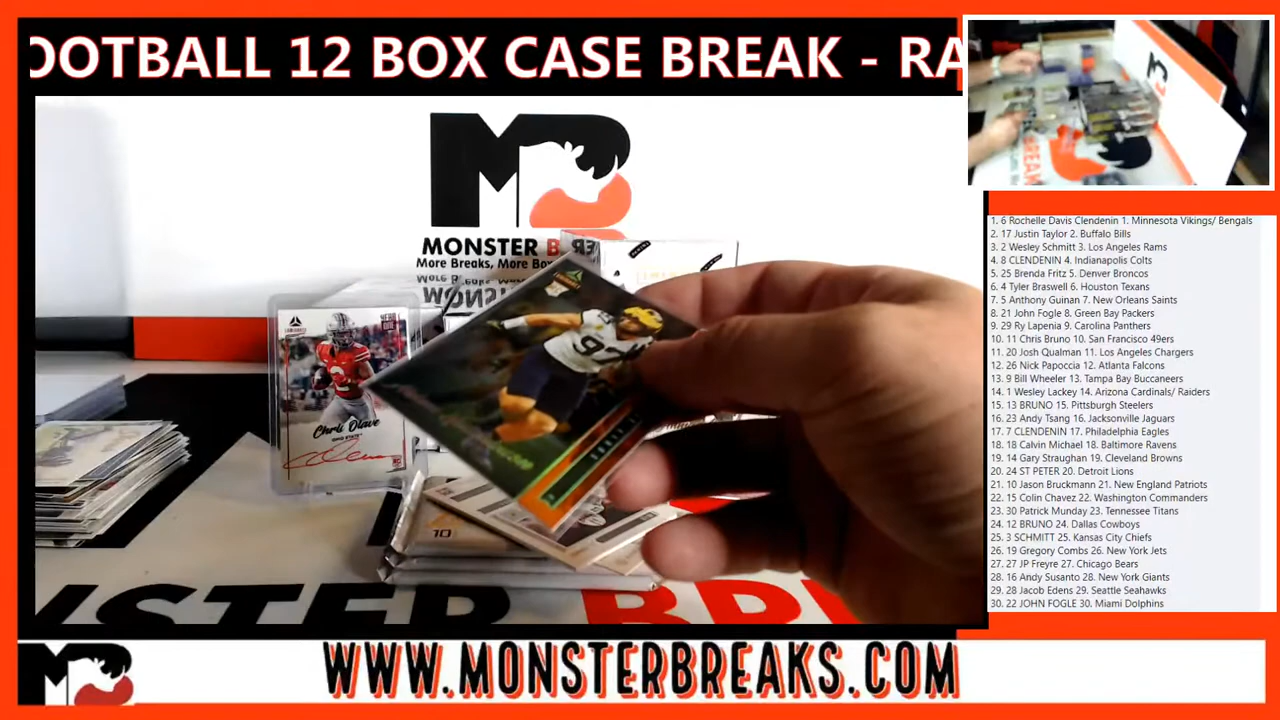 OOTBALL 12 BOX CASE BREAK - RA
MB
MONSTER B
More Breaks, More Box
YEAR ONE
Chris Olave
OHIO STATE
RC
97
10
MB
BREAK
1. 6 Rochelle Davis Clendenin 1. Minnesota Vikings/ Bengals
2. 17 Justin Taylor 2. Buffalo Bills
3. 2 Wesley Schmitt 3. Los Angeles Rams
4. 8 CLENDENIN 4. Indianapolis Colts
5. 25 Brenda Fritz 5. Denver Broncos
6. 4 Tyler Braswell 6. Houston Texans
7. 5 Anthony Guinan 7. New Orleans Saints
8. 21 John Fogle 8. Green Bay Packers
9. 29 Ry Lapenia 9. Carolina Panthers
10. 11 Chris Bruno 10. San Francisco 49ers
11. 20 Josh Qualman 11. Los Angeles Chargers
12. 26 Nick Papoccia 12. Atlanta Falcons
13. 9 Bill Wheeler 13. Tampa Bay Buccaneers
14. 1 Wesley Lackey 14. Arizona Cardinals/ Raiders
15. 13 BRUNO 15. Pittsburgh Steelers
16. 23 Andy Tsang 16. Jacksonville Jaguars
17. 7 CLENDENIN 17. Philadelphia Eagles
18. 18 Calvin Michael 18. Baltimore Ravens
19. 14 Gary Straughan 19. Cleveland Browns
20. 24 ST PETER 20. Detroit Lions
21. 10 Jason Bruckmann 21. New England Patriots
22. 15 Colin Chavez 22. Washington Commanders
23. 30 Patrick Munday 23. Tennessee Titans
24. 12 BRUNO 24. Dallas Cowboys
25. 3 SCHMITT 25. Kansas City Chiefs
26. 19 Gregory Combs 26. New York Jets
27. 27 JP Freyre 27. Chicago Bears
28. 16 Andy Susanto 28. New York Giants
29. 28 Jacob Edens 29. Seattle Seahawks
30. 22 JOHN FOGLE 30. Miami Dolphins
NSTER BR
WWW.MONSTERBREAKS.COM